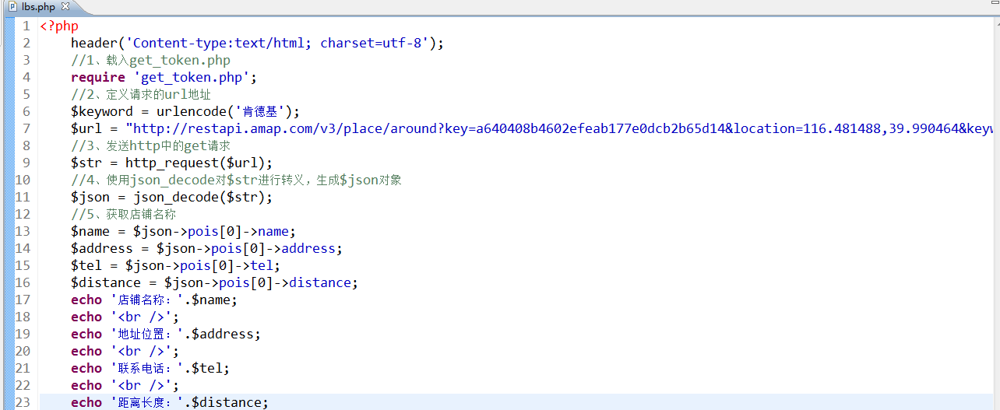 lbs.php
1 <?php
2 header('Content-type:text/html; charset=utf-8');
3 //1、载入get_token.php
4 require 'get_token.php';
5 //2、定义请求的url地址
6 $keyword = urlencode('肯德基');
7 $url = "http://restapi.amap.com/v3/place/around?key=a640408b4602efeab177e0dcb2b65d14&location=116.481488,39.990464&keyw
8 //3、发送http中的get请求
9 $str = http_request($url);
10 //4、使用json_decode对$str进行转义，生成$json对象
11 $json = json_decode($str);
12 //5、获取店铺名称
13 $name = $json->pois[0]->name;
14 $address = $json->pois[0]->address;
15 $tel = $json->pois[0]->tel;
16 $distance = $json->pois[0]->distance;
17 echo '店铺名称：'.$name;
18 echo '<br />';
19 echo '地址位置：'.$address;
20 echo '<br />';
21 echo '联系电话：'.$tel;
22 echo '<br />';
23 echo '距离长度：'.$distance;